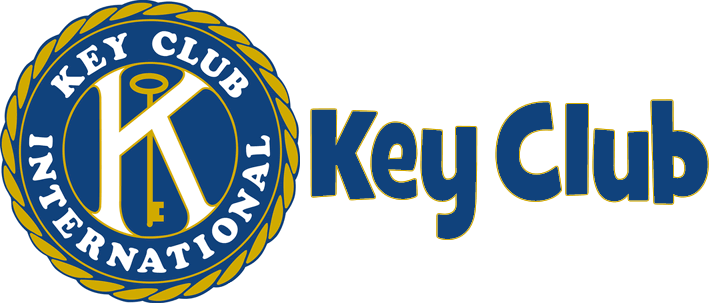 KEY CLUB
K
INTERNATIONAL
Key Club